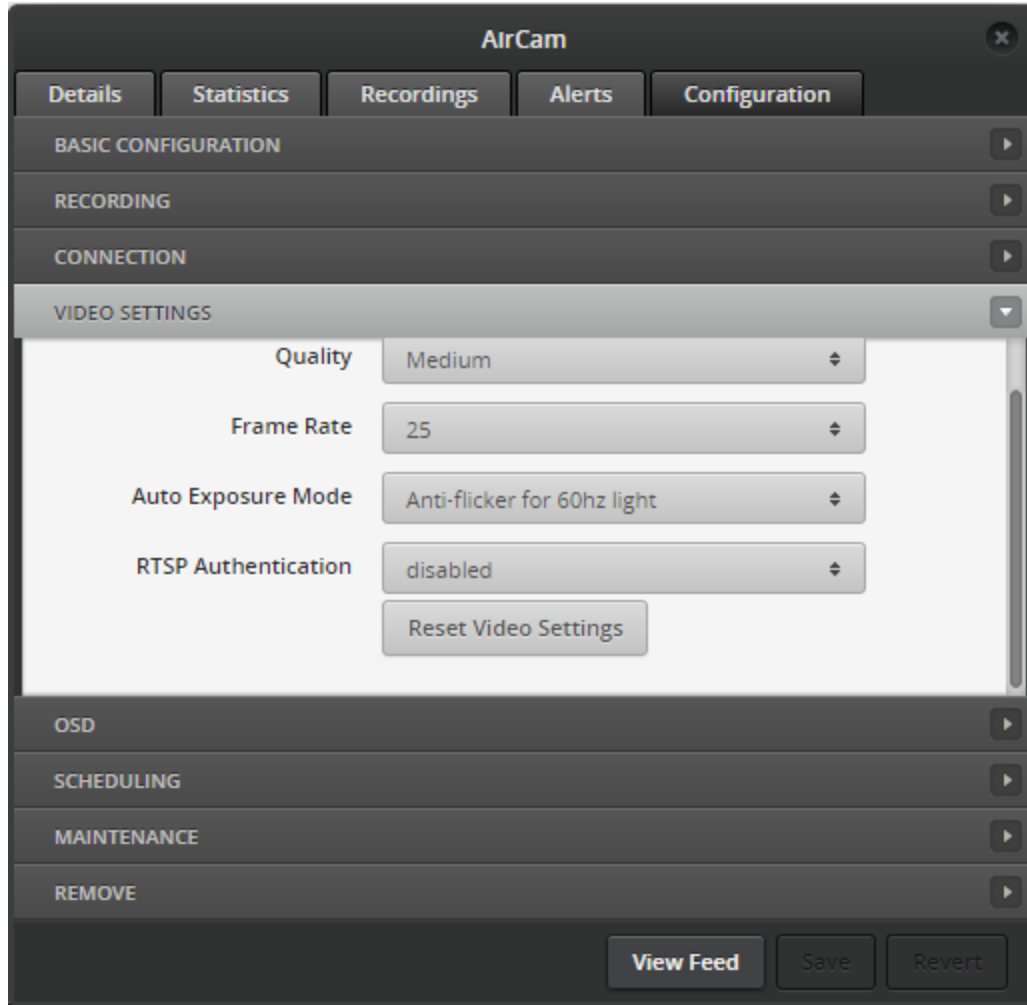 AirCam
Details Statistics Recordings Alerts Configuration
BASIC CONFIGURATION
RECORDING
CONNECTION
VIDEO SETTINGS
Quality Medium
Frame Rate 25
Auto Exposure Mode Anti-flicker for 60hz light
RTSP Authentication disabled
Reset Video Settings
OSD
SCHEDULING
MAINTENANCE
REMOVE
View Feed Save Revert